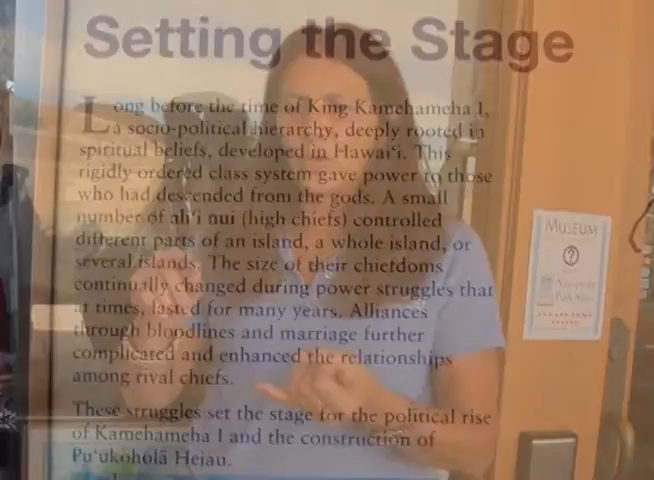 Setting the Stage
Long before the time of King Kamehameha I,
a socio-political hierarchy, deeply rooted in
spiritual beliefs, developed in Hawai‘i. This
rigidly ordered class system gave power to those
who had descended from the gods. A small
number of ali‘i nui (high chiefs) controlled
different parts of an island, a whole island, or
several islands. The size of their chiefdoms
continually changed during power struggles that
at times, lasted for many years. Alliances
through bloodlines and marriage further
complicated and enhanced the relationships
among rival chiefs.
These struggles set the stage for the political rise
of Kamehameha I and the construction of
Pu‘ukoholā Heiau.
MUSEUM
?